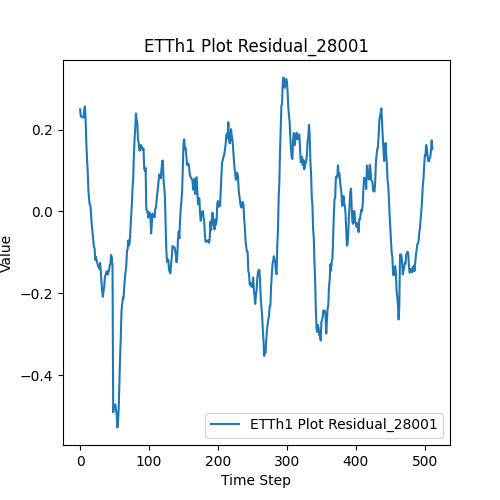 ETTh1 Plot Residual_28001
Value
0.2
0.0
−0.2
−0.4
0 100 200 300 400 500
Time Step
ETTh1 Plot Residual_28001